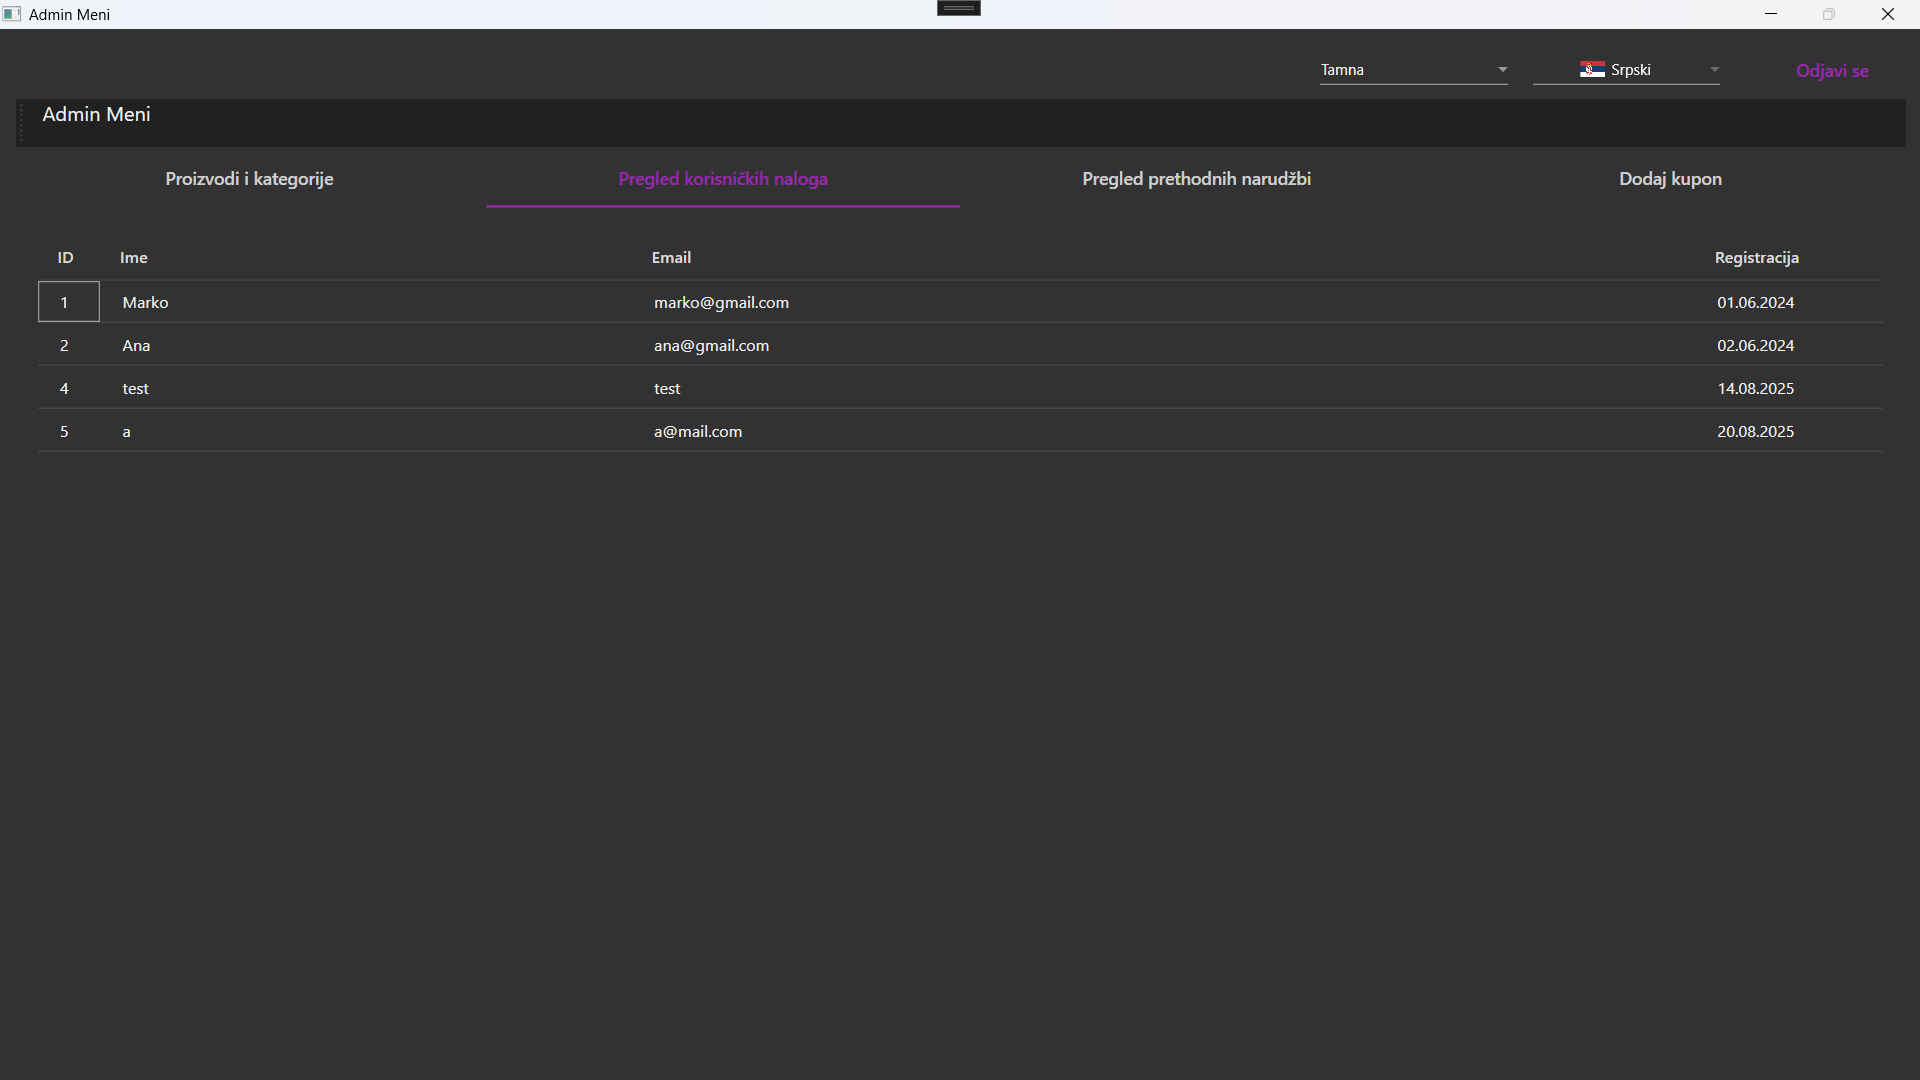 Admin Meni
Tamna Srpski Odjavi se
Admin Meni
Proizvodi i kategorije Pregled korisničkih naloga Pregled prethodnih narudžbi Dodaj kupon
ID Ime Email Registracija
1 Marko marko@gmail.com 01.06.2024
2 Ana ana@gmail.com 02.06.2024
4 test test 14.08.2025
5 a a@mail.com 20.08.2025